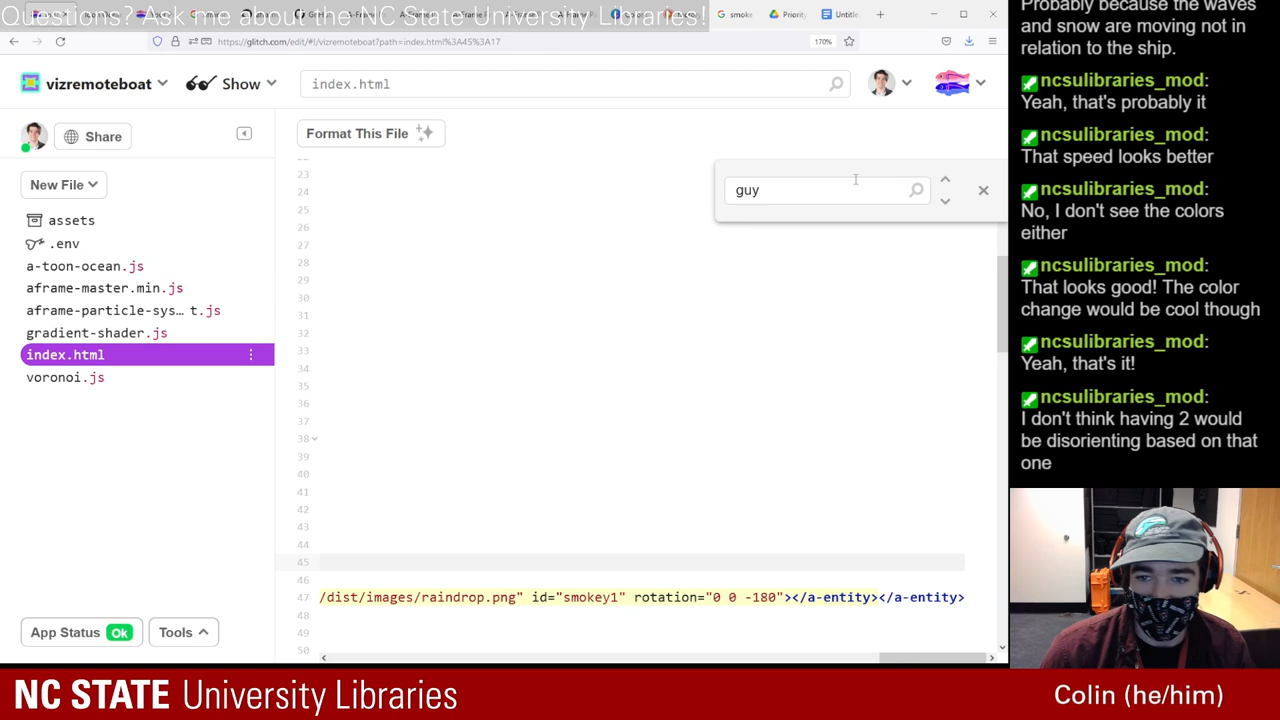 Questions? Ask me about the NC State University Libraries!
smoke
Priority
Untitle
https://glitch.com/edit/#!/vizremoteboat?path=index.html%3A45%3A17
170%
vizremoteboat
Show
index.html
Share
Format This File
New File
guy
assets
.env
a-toon-ocean.js
aframe-master.min.js
aframe-particle-sys… t.js
gradient-shader.js
index.html
voronoi.js
23
24
25
26
27
28
29
30
31
32
33
34
35
36
37
38
39
40
41
42
43
44
45
46
47 /dist/images/raindrop.png" id="smokey1" rotation="0 0 -180"></a-entity></a-entity>
48
49
50
App Status Ok
Tools
Probably because the waves
and snow are moving not in
relation to the ship.
ncsulibraries_mod:
Yeah, that's probably it
ncsulibraries_mod:
That speed looks better
ncsulibraries_mod:
No, I don't see the colors
either
ncsulibraries_mod:
That looks good! The color
change would be cool though
ncsulibraries_mod:
Yeah, that's it!
ncsulibraries_mod:
I don't think having 2 would
be disorienting based on that
one
NC STATE University Libraries
Colin (he/him)